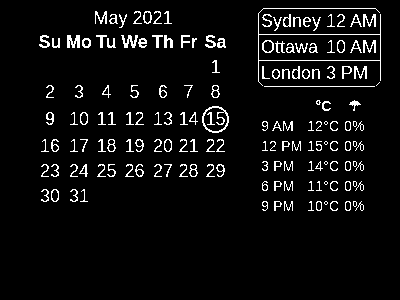 May 2021
Su Mo Tu We Th Fr Sa
1
2 3 4 5 6 7 8
9 10 11 12 13 14 15
16 17 18 19 20 21 22
23 24 25 26 27 28 29
30 31
Sydney 12 AM
Ottawa 10 AM
London 3 PM
°C ☂
9 AM 12°C 0%
12 PM 15°C 0%
3 PM 14°C 0%
6 PM 11°C 0%
9 PM 10°C 0%